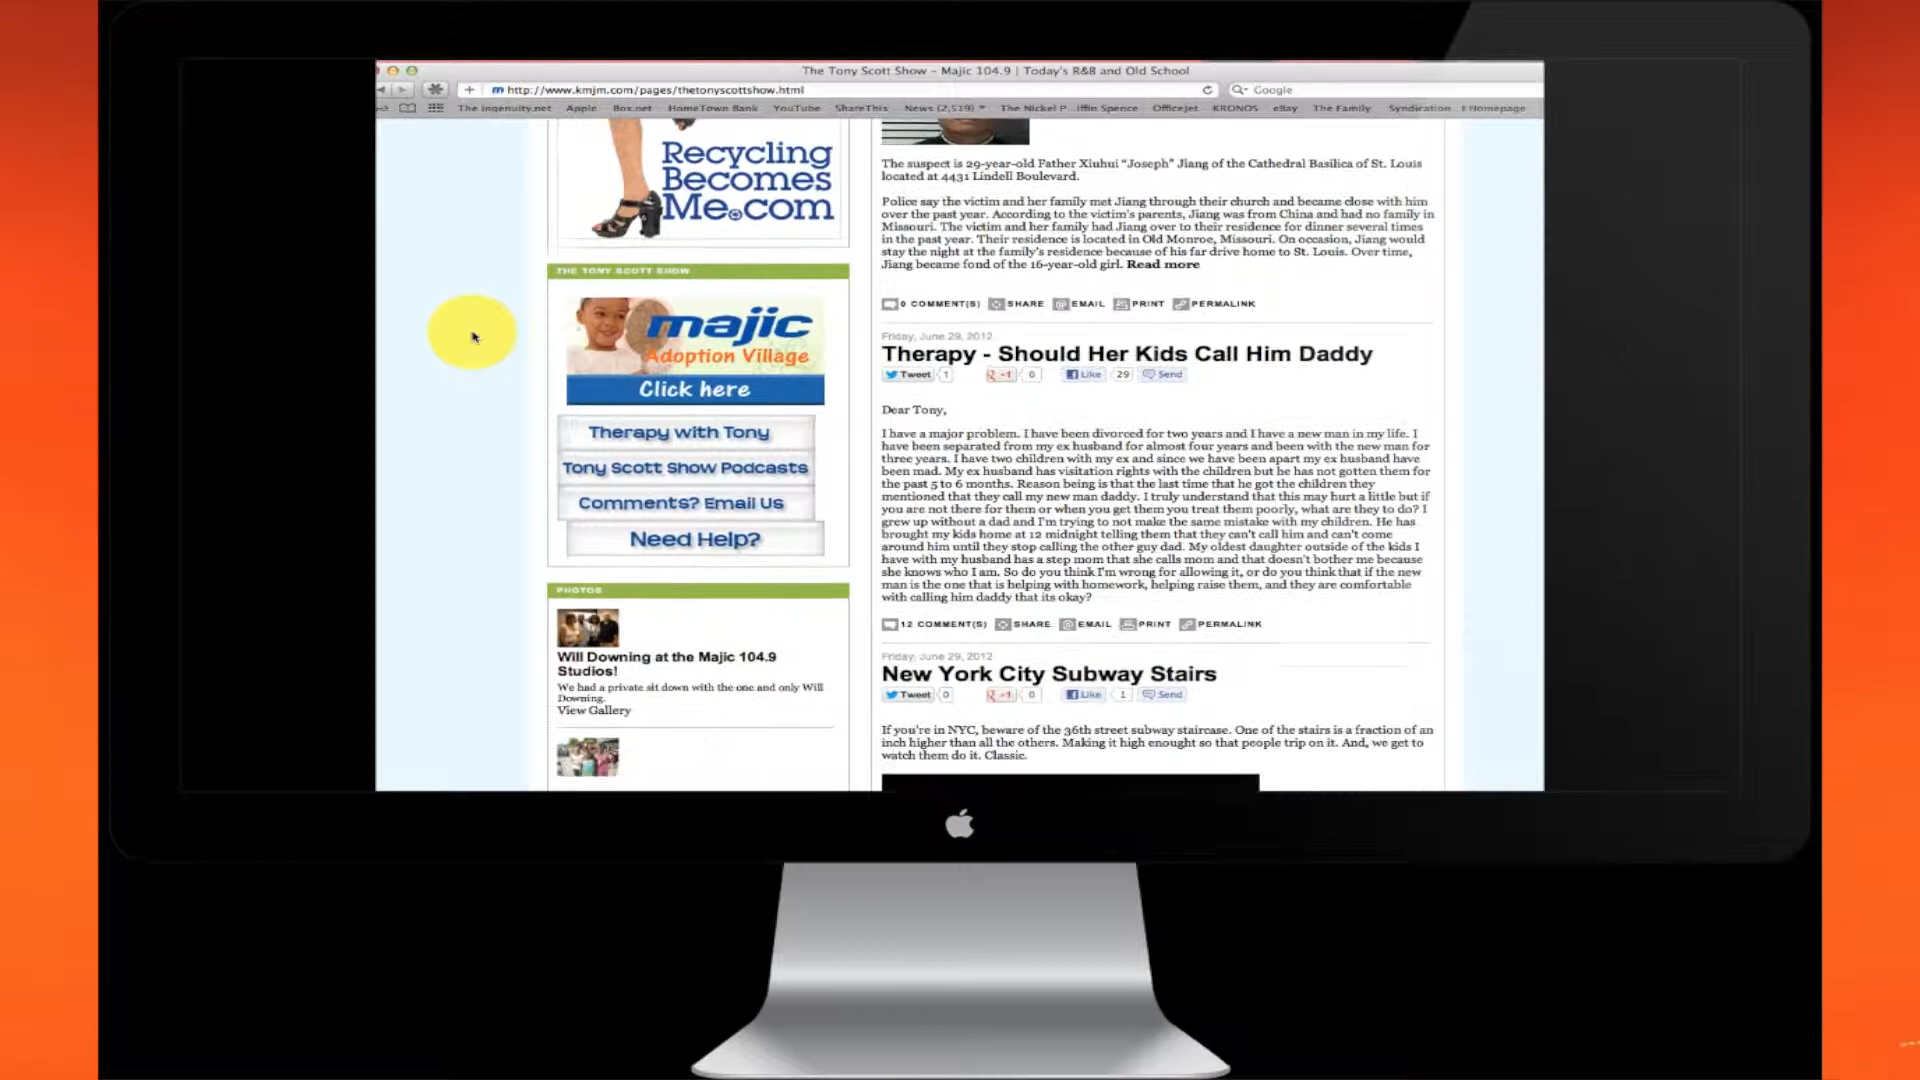 The Tony Scott Show – Majic 104.9 | Today's R&B and Old School
http://www.kmjm.com/pages/thetonyscottshow.html
Google
The Ingenuity.net Apple Box.net HomeTown Bank YouTube ShareThis News (2,519) The Nickel P...iffin Spence Officejet KRONOS eBay The Family Syndication Homepage
Recycling
Becomes
Me.com
THE TONY SCOTT SHOW
majic
Adoption Village
Click here
Therapy with Tony
Tony Scott Show Podcasts
Comments? Email Us
Need Help?
PHOTOS
Will Downing at the Majic 104.9
Studios!
We had a private sit down with the one and only Will
Downing.
View Gallery
The suspect is 29-year-old Father Xiuhui “Joseph” Jiang of the Cathedral Basilica of St. Louis
located at 4431 Lindell Boulevard.
Police say the victim and her family met Jiang through their church and became close with him
over the past year. According to the victim's parents, Jiang was from China and had no family in
Missouri. The victim and her family had Jiang over to their residence for dinner several times
in the past year. Their residence is located in Old Monroe, Missouri. On occasion, Jiang would
stay the night at the family's residence because of his far drive home to St. Louis. Over time,
Jiang became fond of the 16-year-old girl. Read more
0 COMMENT(S) SHARE EMAIL PRINT PERMALINK
Friday, June 29, 2012
Therapy - Should Her Kids Call Him Daddy
Tweet 1 +1 0 Like 29 Send
Dear Tony,
I have a major problem. I have been divorced for two years and I have a new man in my life. I
have been separated from my ex husband for almost four years and been with the new man for
three years. I have two children with my ex and since we have been apart my ex husband have
been mad. My ex husband has visitation rights with the children but he has not gotten them for
the past 5 to 6 months. Reason being is that the last time that he got the children they
mentioned that they call my new man daddy. I truly understand that this may hurt a little but if
you are not there for them or when you get them you treat them poorly, what are they to do? I
grew up without a dad and I'm trying to not make the same mistake with my children. He has
brought my kids home at 12 midnight telling them that they can't call him and can't come
around him until they stop calling the other guy dad. My oldest daughter outside of the kids I
have with my husband has a step mom that she calls mom and that doesn't bother me because
she knows who I am. So do you think I'm wrong for allowing it, or do you think that if the new
man is the one that is helping with homework, helping raise them, and they are comfortable
with calling him daddy that its okay?
12 COMMENT(S) SHARE EMAIL PRINT PERMALINK
Friday, June 29, 2012
New York City Subway Stairs
Tweet 0 +1 0 Like 1 Send
If you're in NYC, beware of the 36th street subway staircase. One of the stairs is a fraction of an
inch higher than all the others. Making it high enought so that people trip on it. And, we get to
watch them do it. Classic.